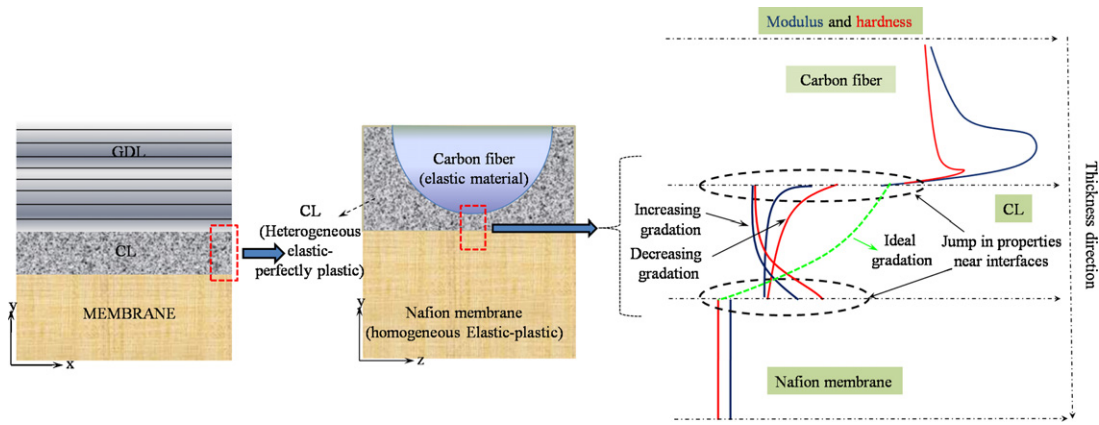 GDL
CL
MEMBRANE
y
x
CL
(Heterogeneous
elastic-
perfectly plastic)
Carbon fiber
(elastic material)
Nafion membrane
(homogeneous Elastic-plastic)
y
z
Modulus and hardness
Carbon fiber
CL
Increasing
gradation
Decreasing
gradation
Ideal
gradation
Jump in properties
near interfaces
Nafion membrane
Thickness direction